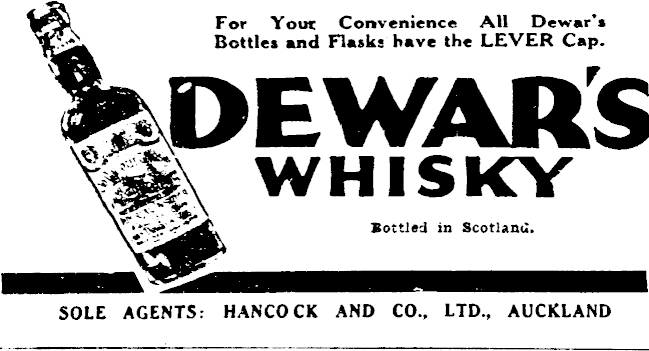 For Your Convenience All Dewar's
Bottles and Flasks have the LEVER Cap.
DEWAR'S
WHISKY
Bottled in Scotland.
SOLE AGENTS: HANCOCK AND CO., LTD., AUCKLAND